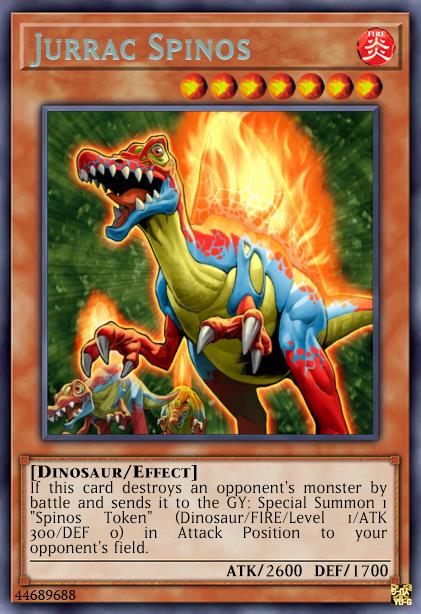 Jurrac Spinos
FIRE
炎
[Dinosaur/Effect]
If this card destroys an opponent's monster by
battle and sends it to the GY: Special Summon 1
"Spinos Token" (Dinosaur/FIRE/Level 1/ATK
300/DEF 0) in Attack Position to your
opponent's field.
ATK/2600 DEF/1700
44689688